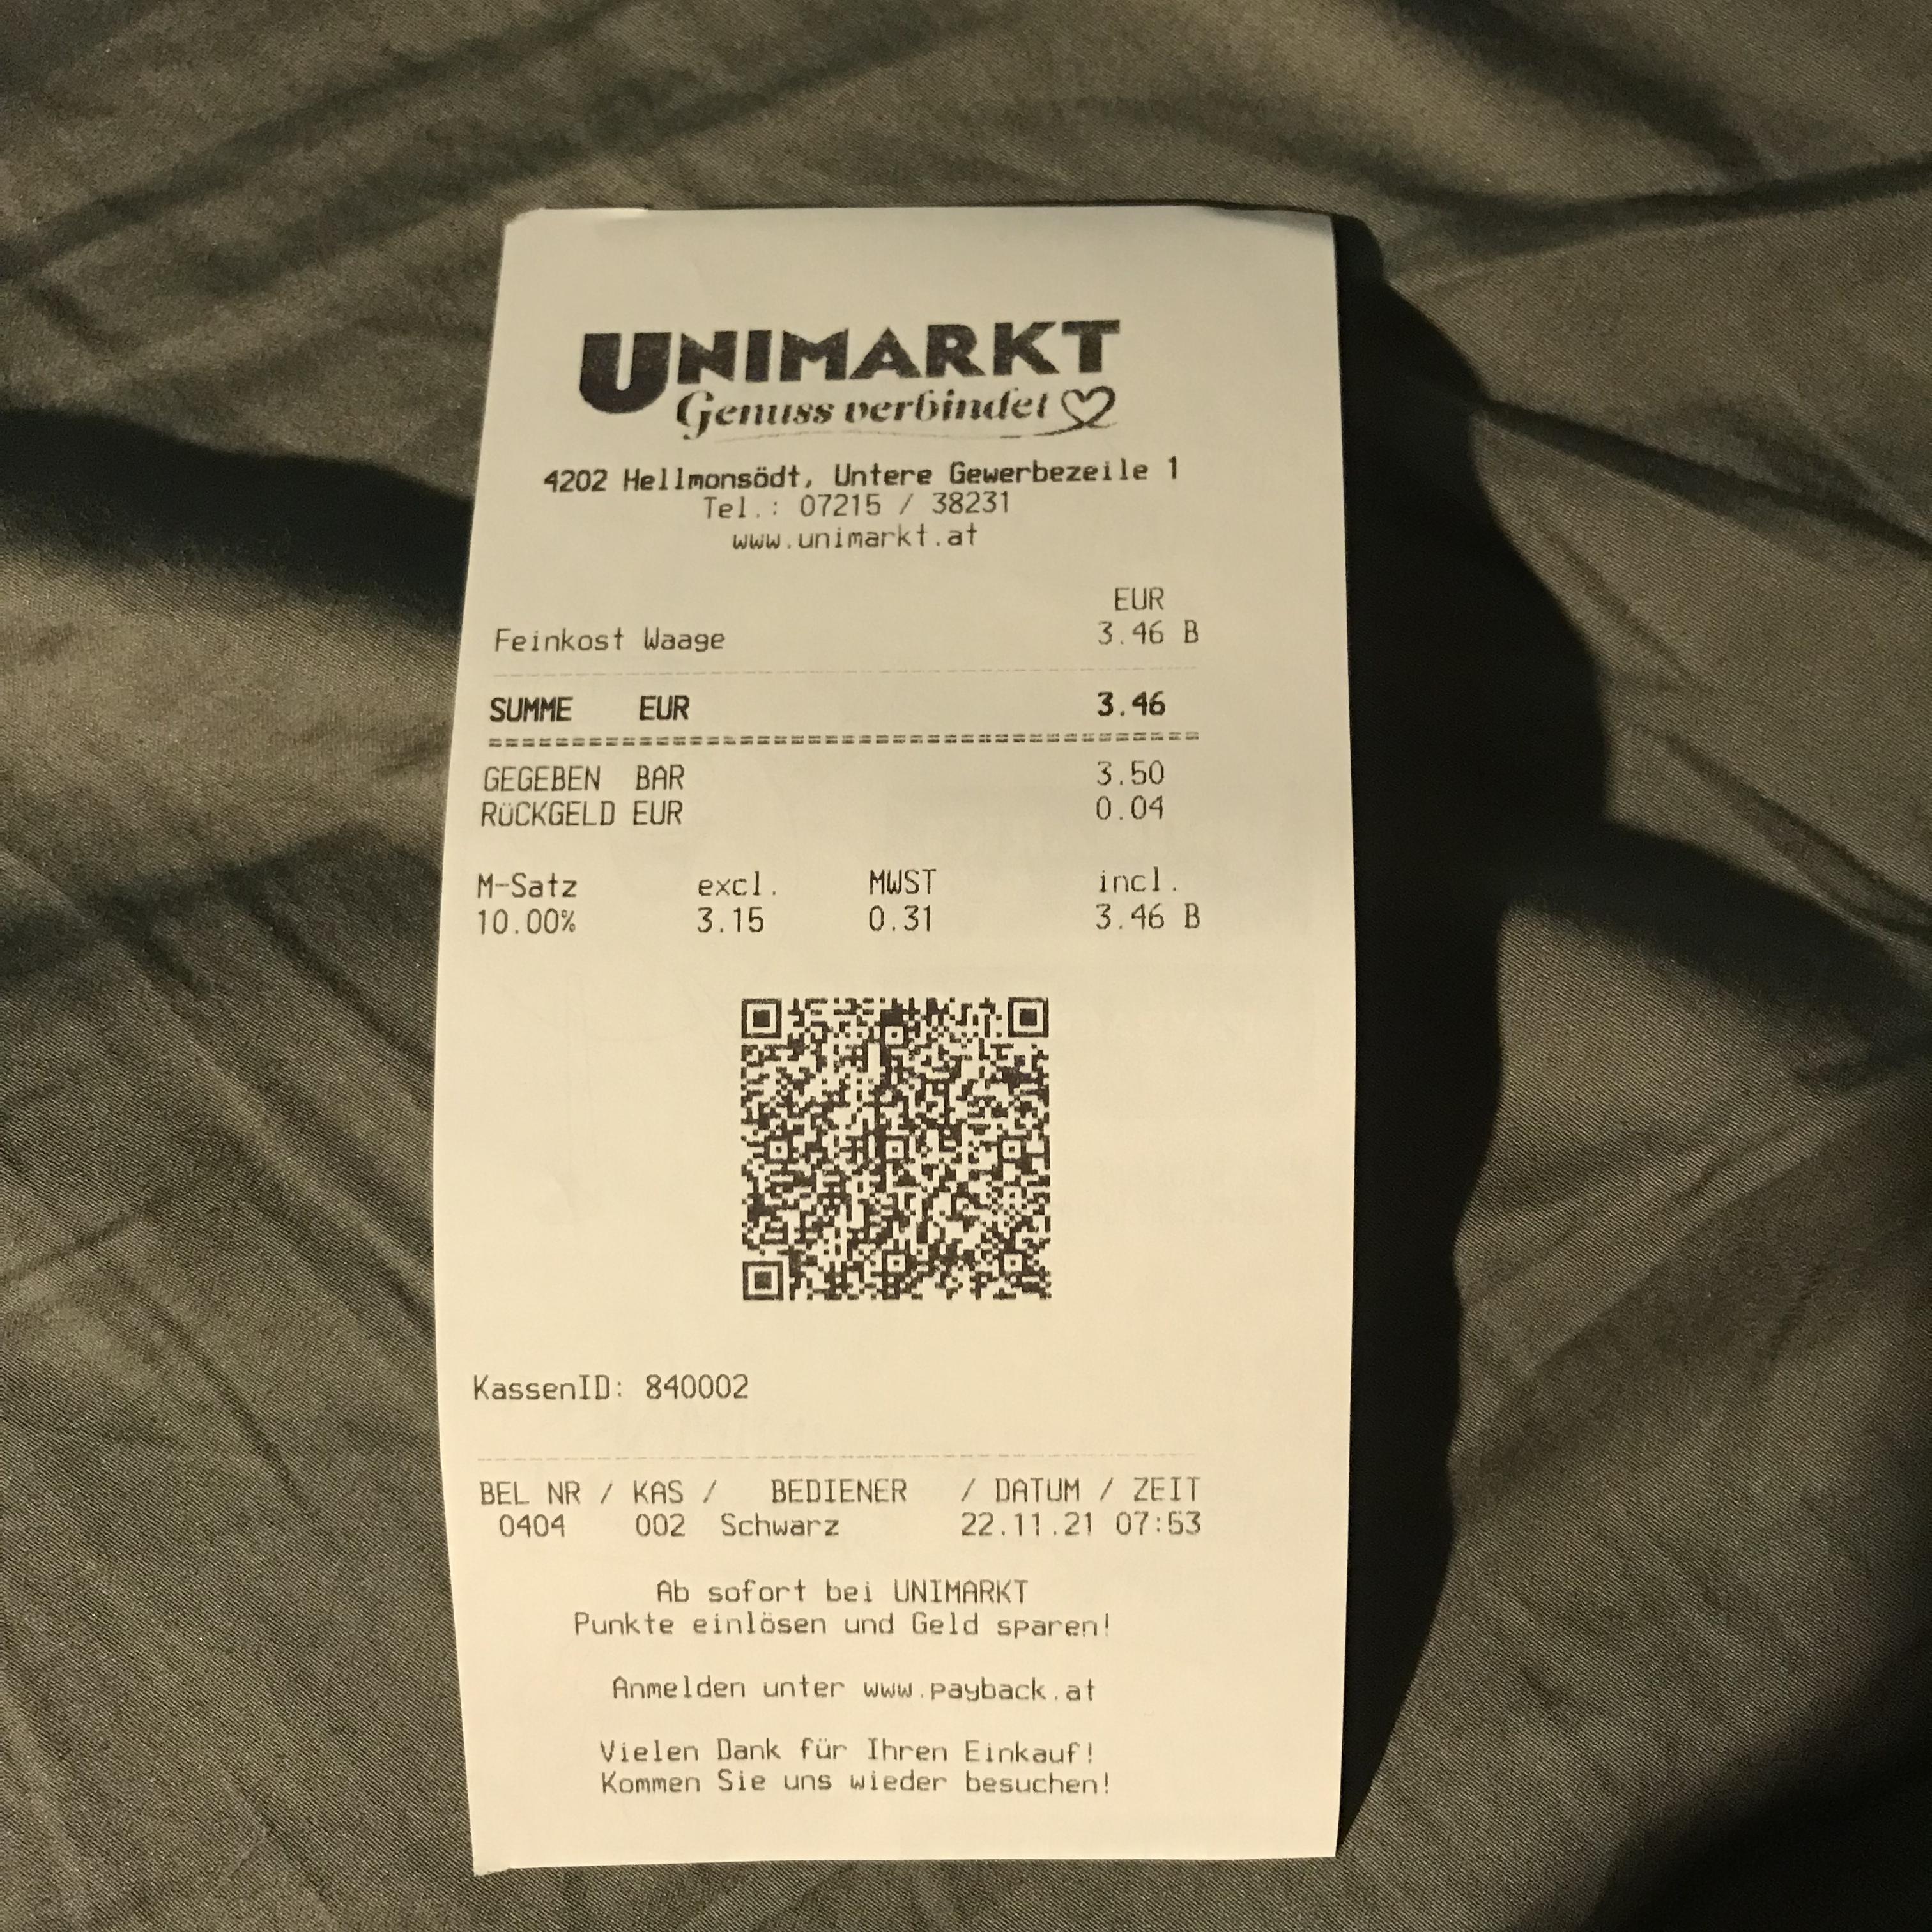 UNIMARKT
Genuss verbindet
4202 Hellmonsödt, Untere Gewerbezeile 1
Tel.: 07215 / 38231
www.unimarkt.at
EUR
Feinkost Waage 3.46 B
SUMME EUR 3.46
GEGEBEN BAR 3.50
RÜCKGELD EUR 0.04
M-Satz excl. MWST incl.
10.00% 3.15 0.31 3.46 B
KassenID: 840002
BEL NR / KAS / BEDIENER / DATUM / ZEIT
0404 002 Schwarz 22.11.21 07:53
Ab sofort bei UNIMARKT
Punkte einlösen und Geld sparen!
Anmelden unter www.payback.at
Vielen Dank für Ihren Einkauf!
Kommen Sie uns wieder besuchen!